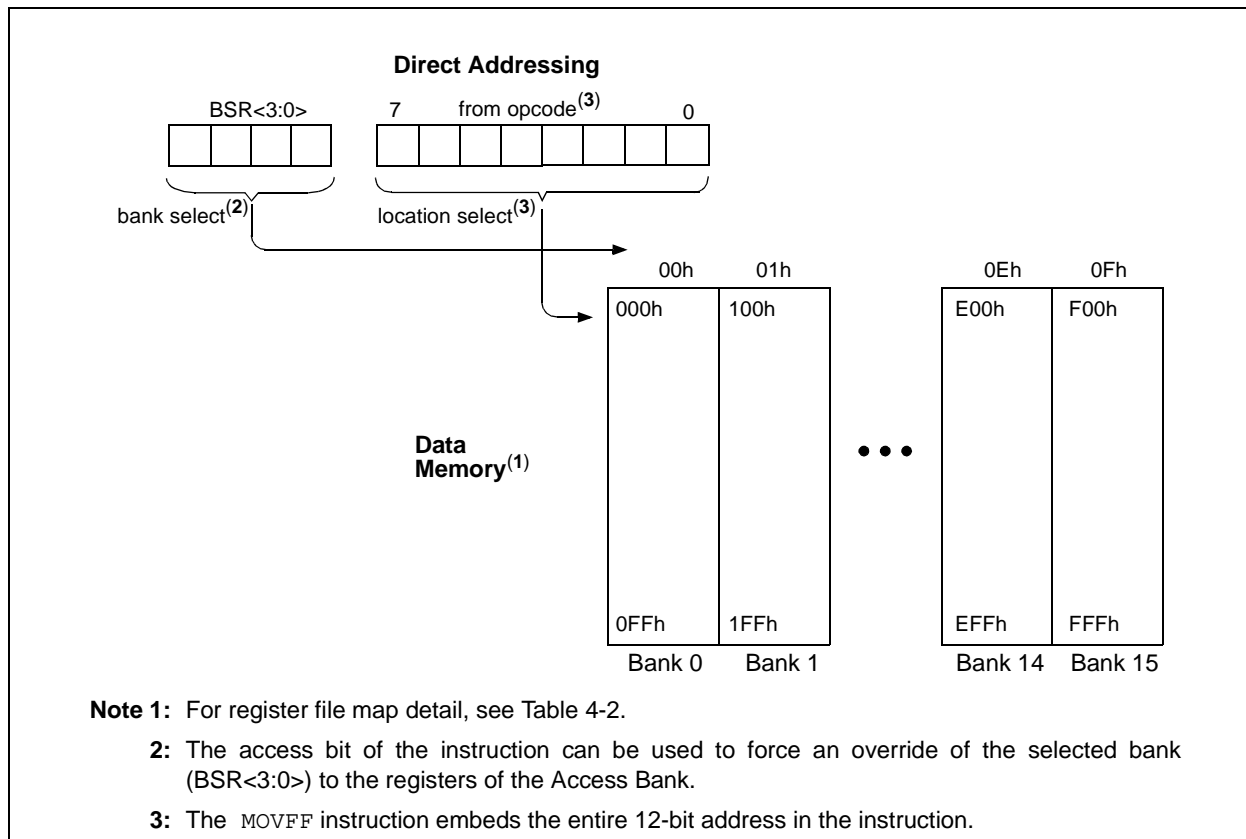 Direct Addressing
BSR<3:0> 7 from opcode(3) 0
bank select(2) location select(3)
00h 01h 0Eh 0Fh
000h 100h E00h F00h
Data
Memory(1)
0FFh 1FFh EFFh FFFh
Bank 0 Bank 1 Bank 14 Bank 15
Note 1: For register file map detail, see Table 4-2.
2: The access bit of the instruction can be used to force an override of the selected bank
(BSR<3:0>) to the registers of the Access Bank.
3: The MOVFF instruction embeds the entire 12-bit address in the instruction.